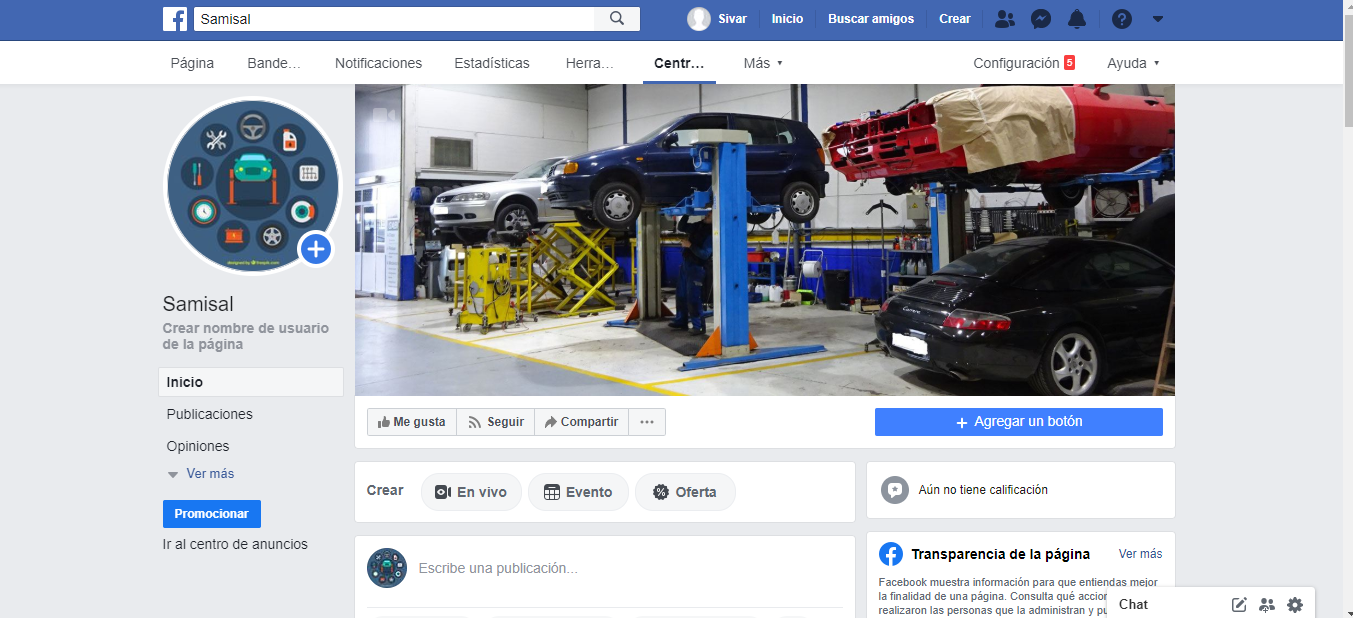 Samisal
Sivar
Inicio
Buscar amigos
Crear
Página
Bande...
Notificaciones
Estadísticas
Herra...
Centr...
Más
Configuración 5
Ayuda
Samisal
Crear nombre de usuario
de la página
Inicio
Publicaciones
Opiniones
Ver más
Promocionar
Ir al centro de anuncios
Me gusta
Seguir
Compartir
+ Agregar un botón
Crear
En vivo
Evento
Oferta
Escribe una publicación...
Aún no tiene calificación
Transparencia de la página
Ver más
Facebook muestra información para que entiendas mejor
la finalidad de una página. Consulta qué
realizaron las personas que la administran y
Chat